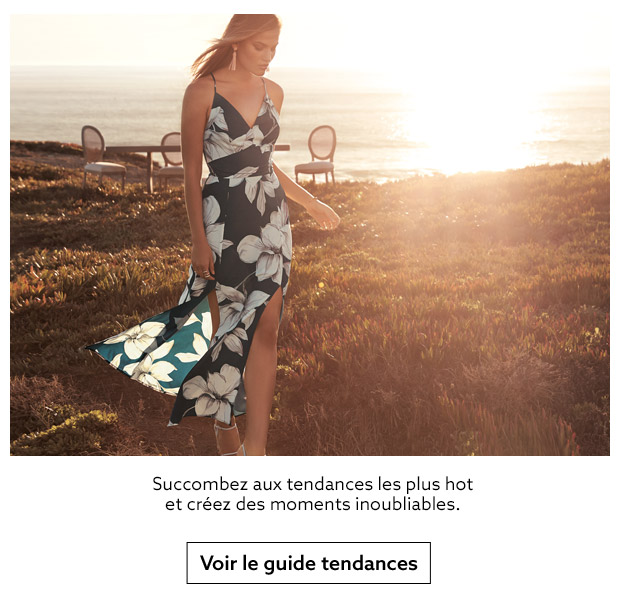 Succombez aux tendances les plus hot
et créez des moments inoubliables.
Voir le guide tendances